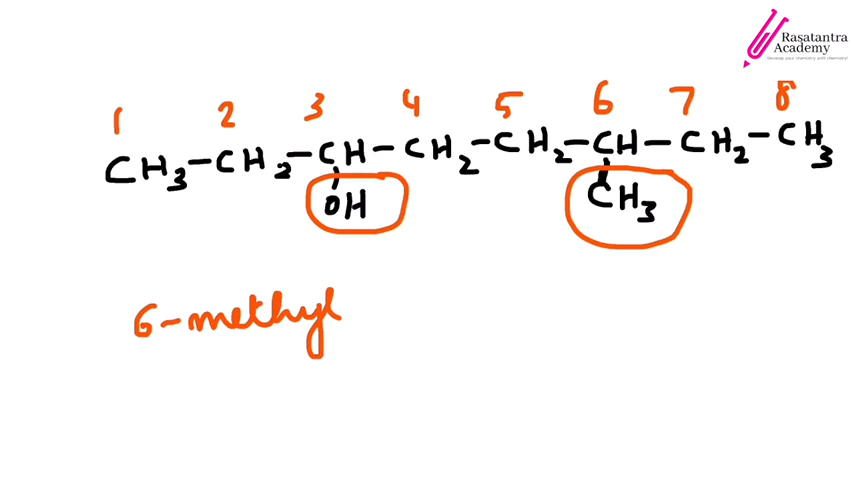 Rasatantra
Academy
Develop your chemistry with chemistry!
1 2 3 4 5 6 7 8
CH₃-CH₂-CH-CH₂-CH₂-CH-CH₂-CH₃
OH CH₃
6-methyl